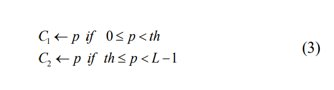 C₁ ← p if 0 ≤ p < th
C₂ ← p if th ≤ p < L − 1
(3)